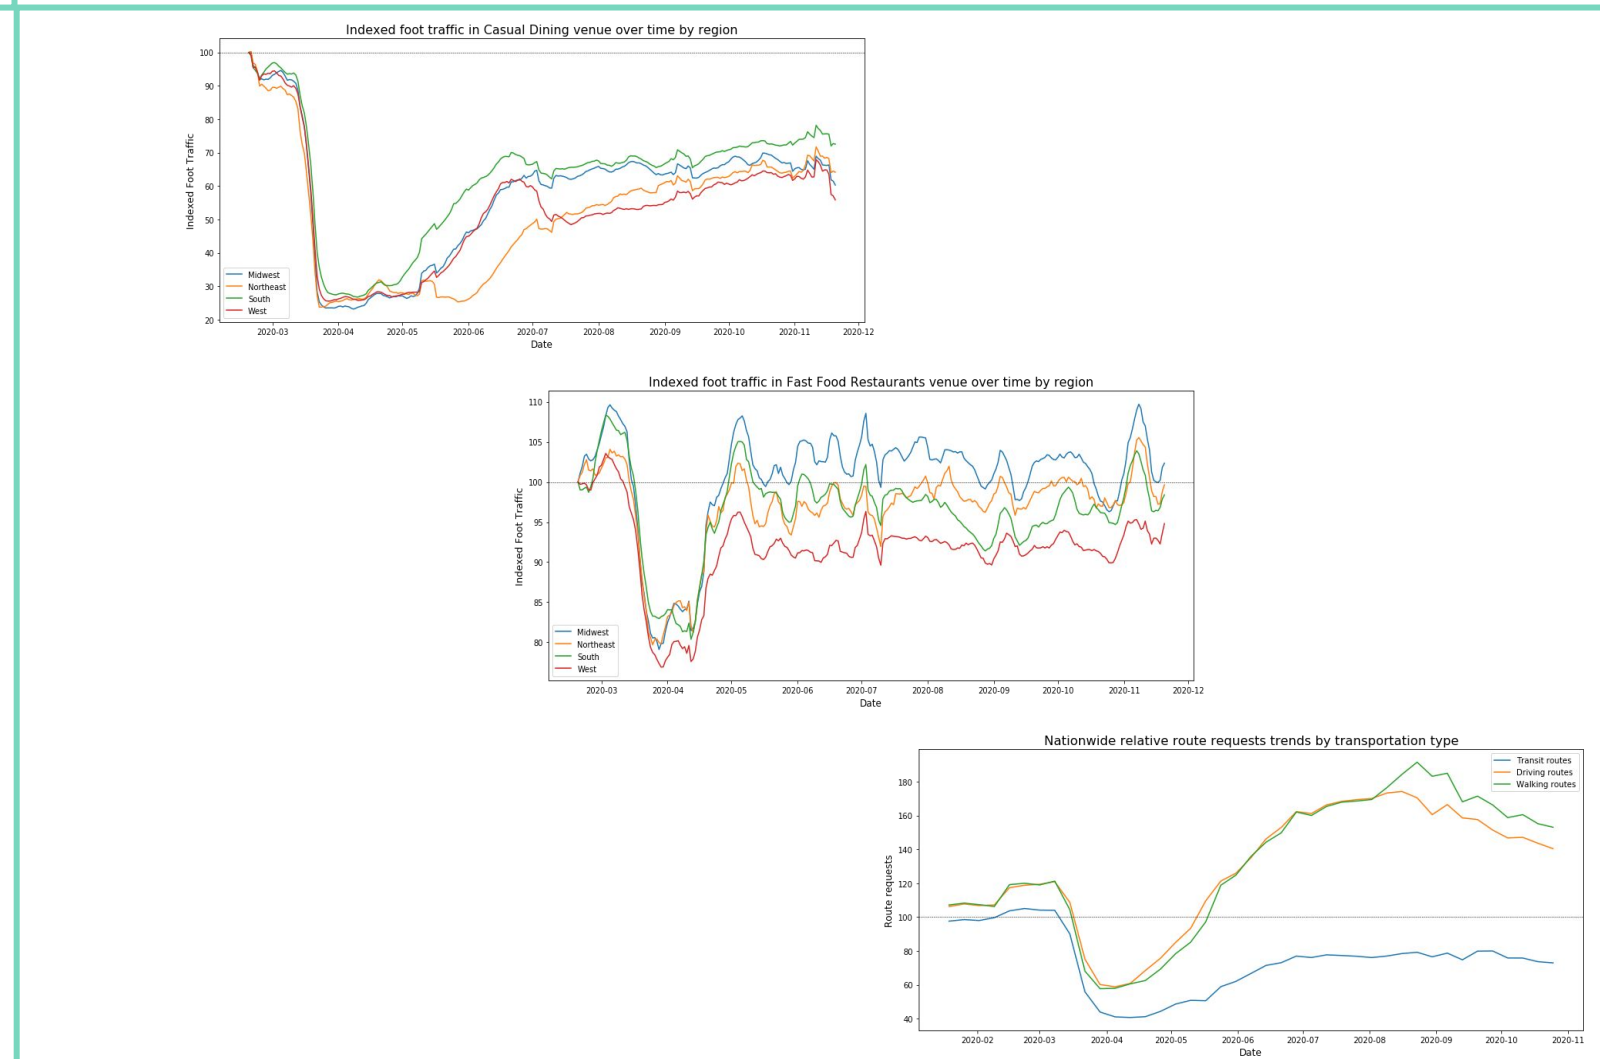 Indexed foot traffic in Casual Dining venue over time by region
100
90
80
70
60
50
40
30
20
Indexed Foot Traffic
Midwest
Northeast
South
West
2020-03 2020-04 2020-05 2020-06 2020-07 2020-08 2020-09 2020-10 2020-11 2020-12
Date
Indexed foot traffic in Fast Food Restaurants venue over time by region
110
105
100
95
90
85
80
Indexed Foot Traffic
Midwest
Northeast
South
West
2020-03 2020-04 2020-05 2020-06 2020-07 2020-08 2020-09 2020-10 2020-11 2020-12
Date
Nationwide relative route requests trends by transportation type
Transit routes
Driving routes
Walking routes
180
160
140
120
100
80
60
40
Route requests
2020-02 2020-03 2020-04 2020-05 2020-06 2020-07 2020-08 2020-09 2020-10 2020-11
Date